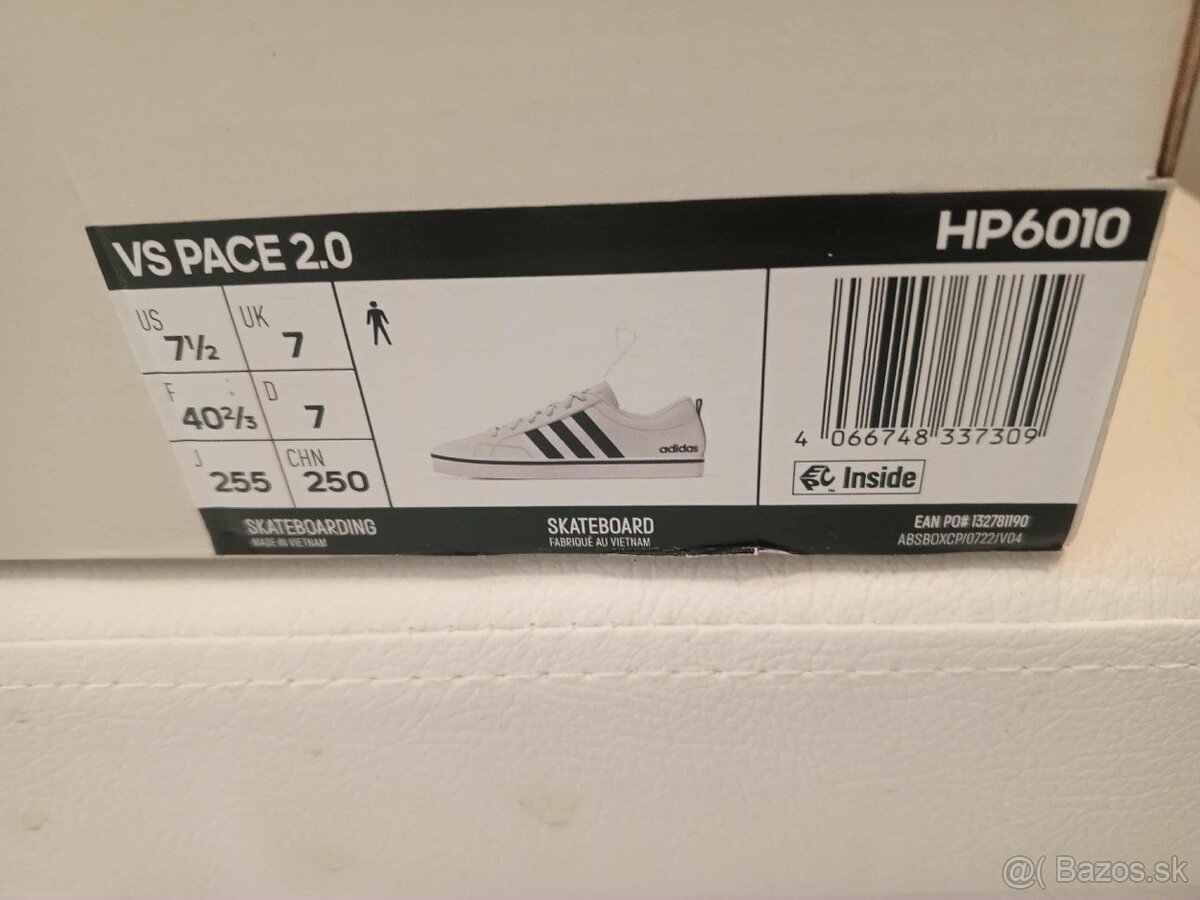 VS PACE 2.0 HP6010
US 7½ UK 7
F 40⅔ D 7
J 255 CHN 250
adidas
4 066748 337309
EPC™ Inside
SKATEBOARDING SKATEBOARD EAN PO# 132781190
MADE IN VIETNAM FABRIQUÉ AU VIETNAM ABSBOXCP/0722/V04
@( Bazos.sk